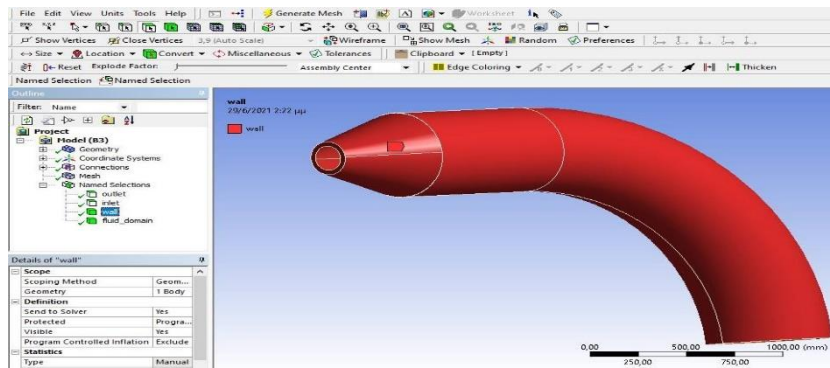 File Edit View Units Tools Help Generate Mesh Worksheet
Show Vertices Close Vertices 3,9 (Auto Scale) Wireframe Show Mesh Random Preferences
Size Location Convert Miscellaneous Tolerances Clipboard [Empty]
Reset Explode Factor: Assembly Center Edge Coloring Thicken
Named Selection Named Selection
Outline
Filter: Name
Project
Model (B3)
Geometry
Coordinate Systems
Connections
Mesh
Named Selections
outlet
inlet
wall
fluid_domain
Details of "wall"
Scope
Scoping Method Geom...
Geometry 1 Body
Definition
Send to Solver Yes
Protected Progra...
Visible Yes
Program Controlled Inflation Exclude
Statistics
Type Manual
wall
29/6/2021 2:22 μμ
wall
0,00 500,00 1000,00 (mm)
250,00 750,00